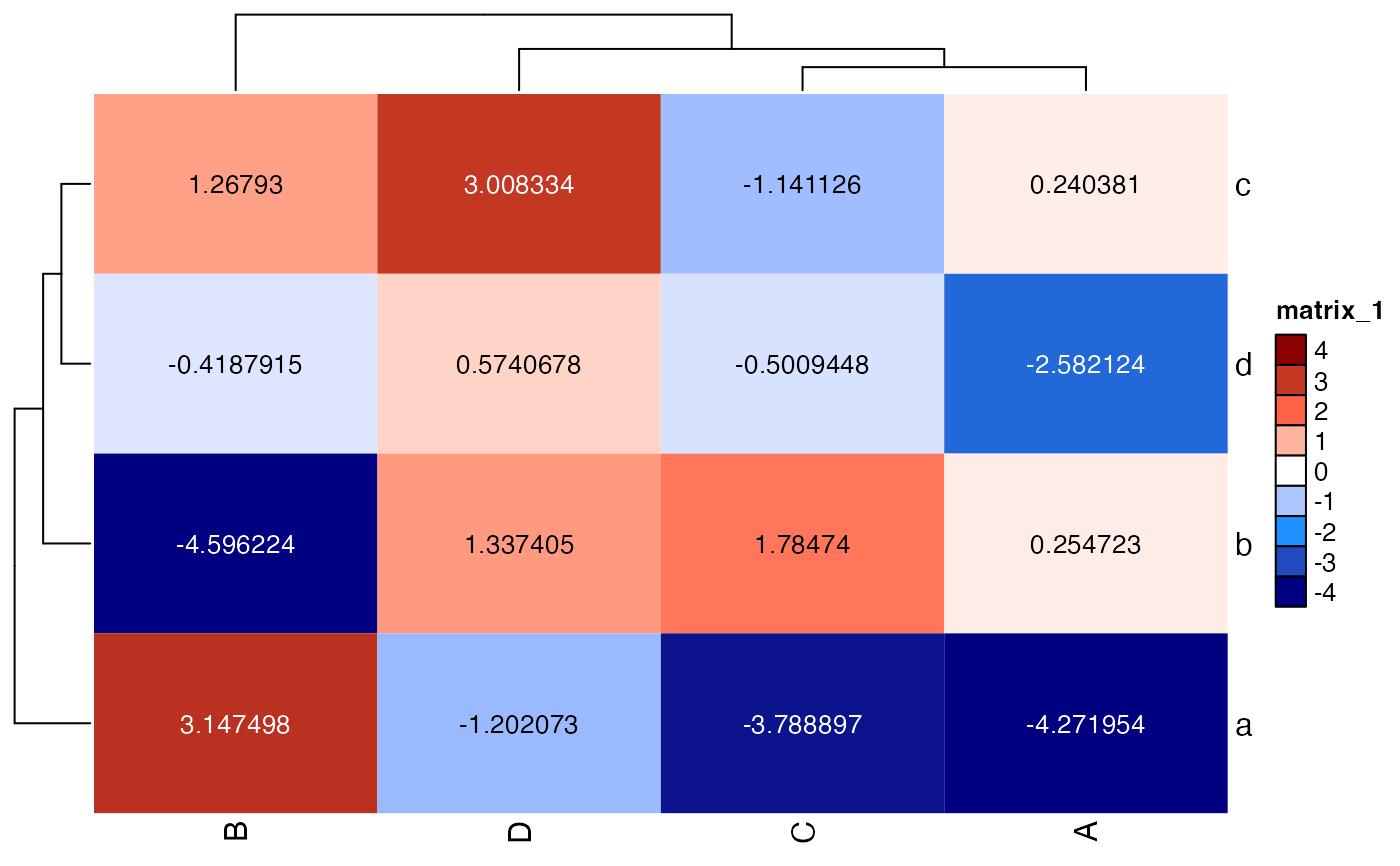 1.26793 3.008334 -1.141126 0.240381 c
-0.4187915 0.5740678 -0.5009448 -2.582124 d
-4.596224 1.337405 1.78474 0.254723 b
3.147498 -1.202073 -3.788897 -4.271954 a
B D C A
matrix_1
4
3
2
1
0
-1
-2
-3
-4